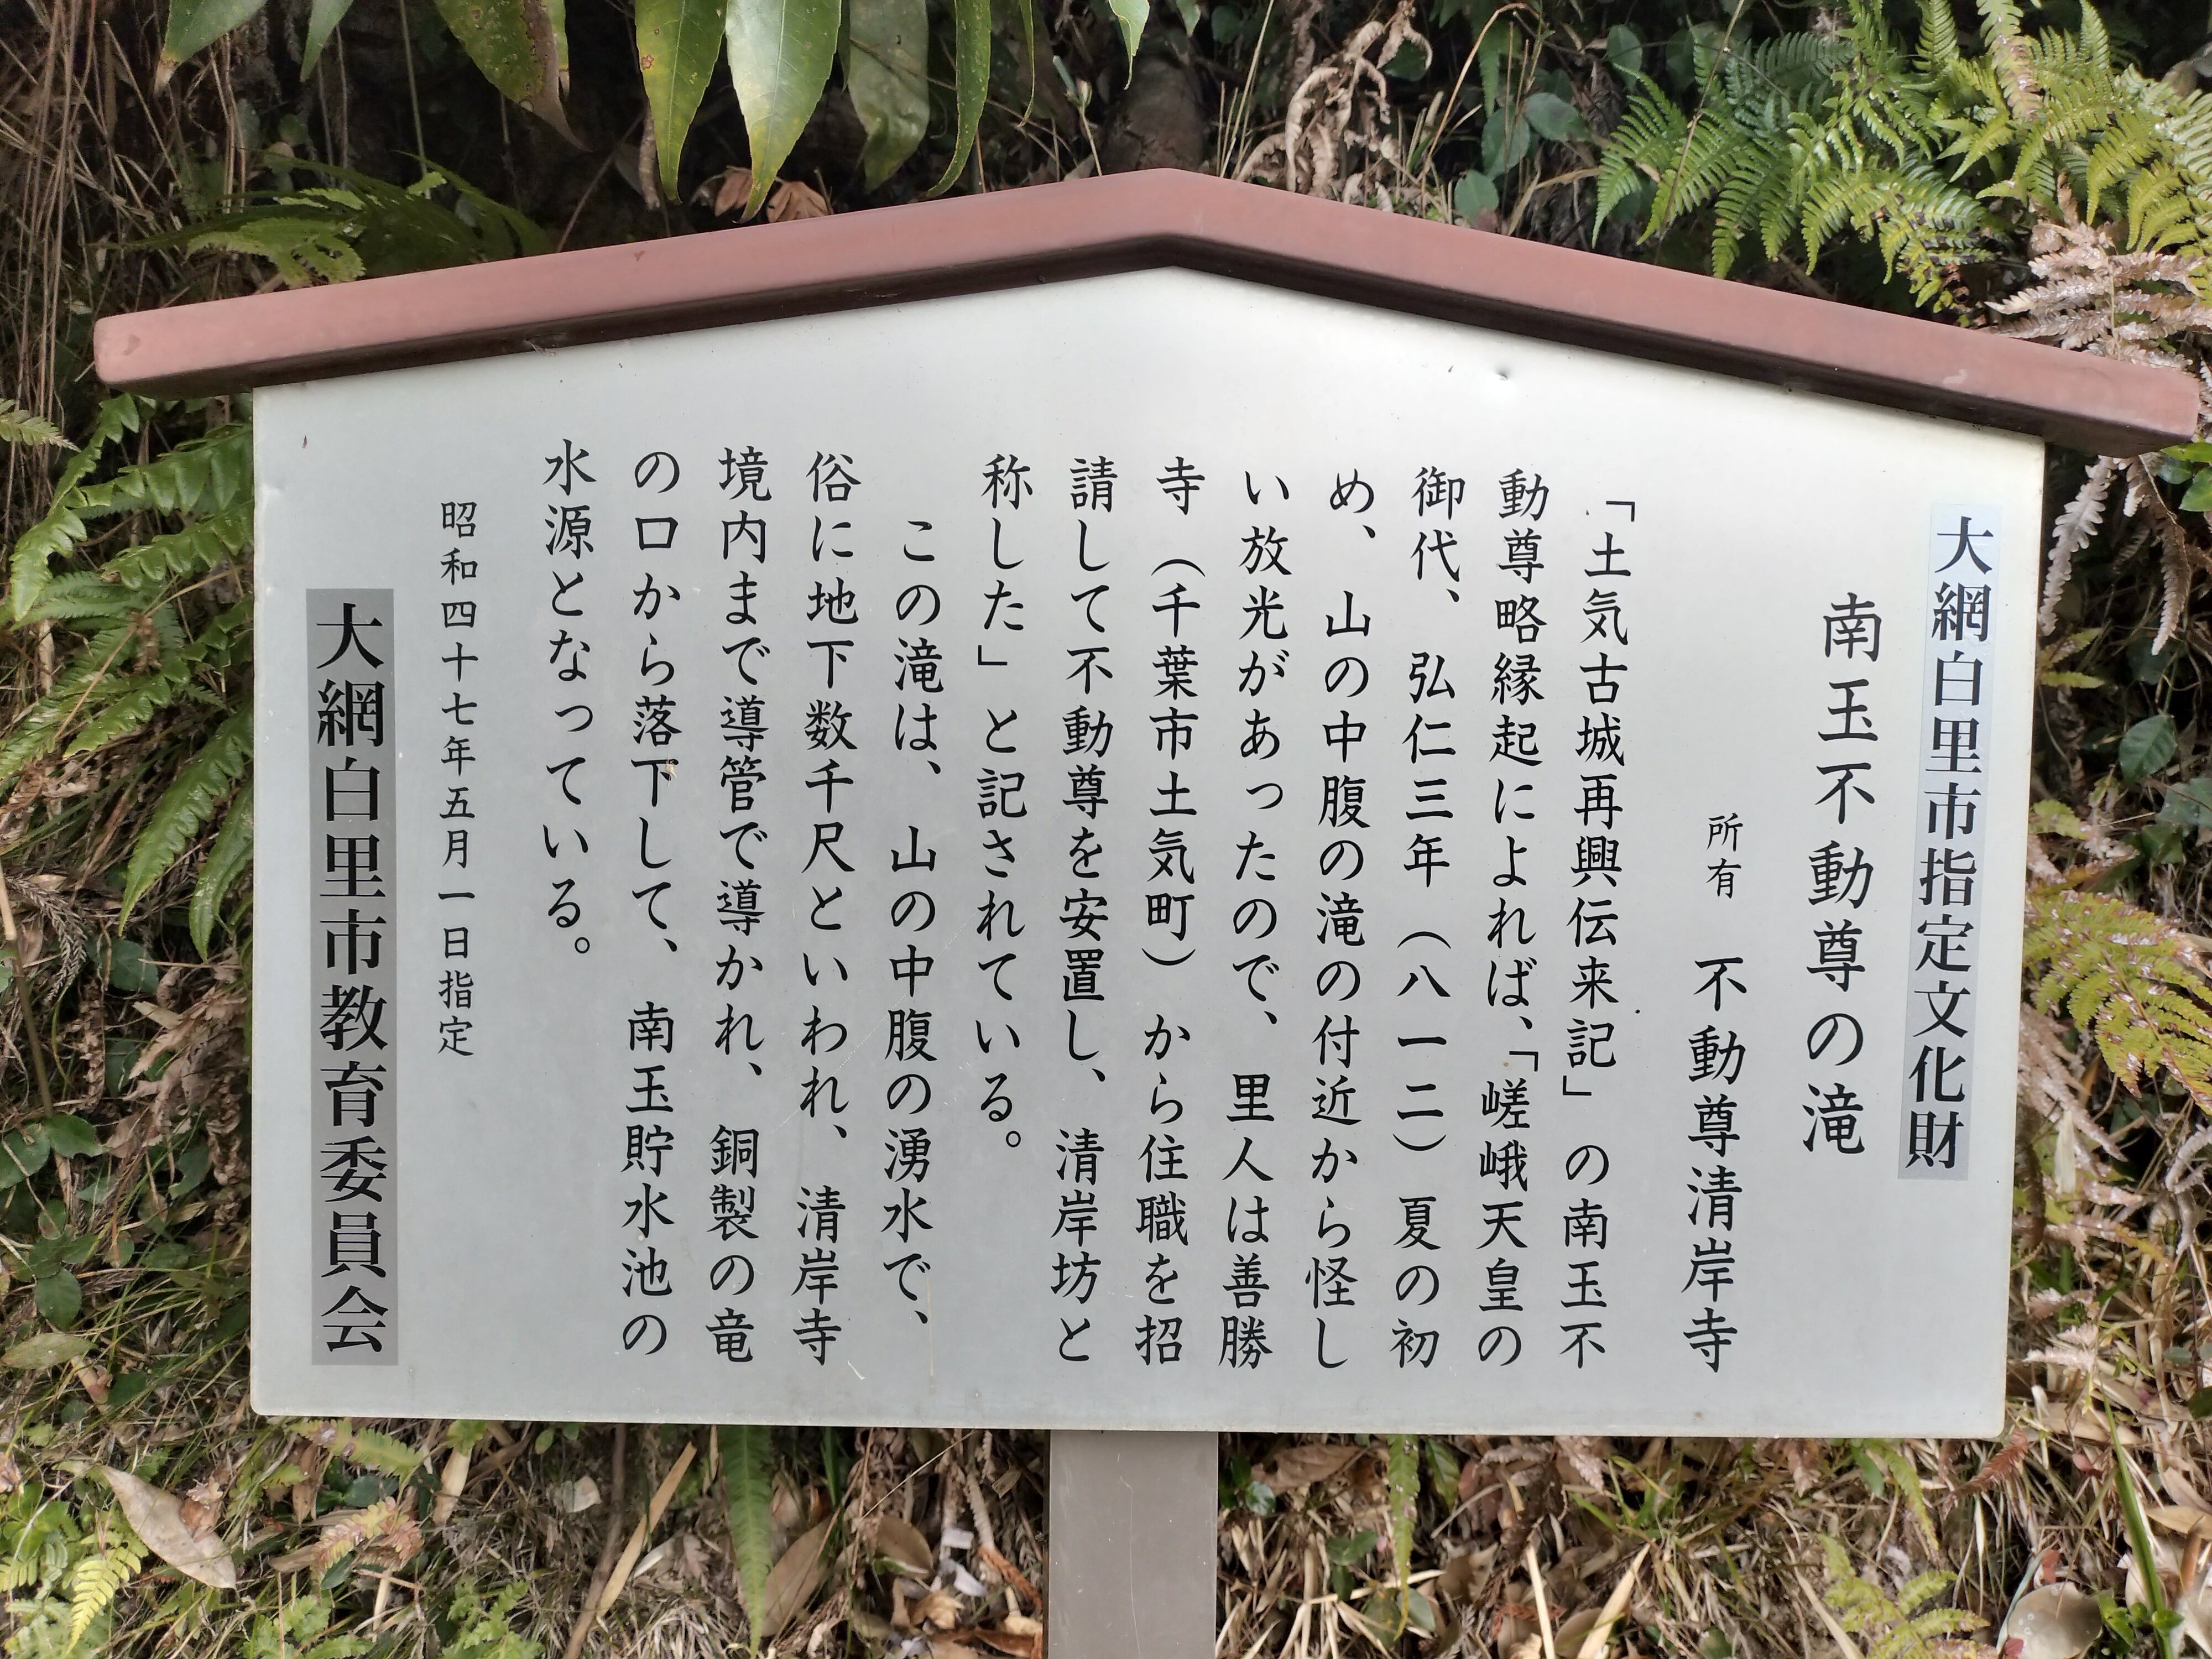 大網白里市指定文化財
南玉不動尊の滝
所有　不動尊清岸寺
「土気古城再興伝来記」の南玉不
動尊略縁起によれば、「嵯峨天皇の
御代、弘仁三年（八一二）夏の初
め、山の中腹の滝の付近から怪し
い放光があったので、里人は善勝
寺（千葉市土気町）から住職を招
請して不動尊を安置し、清岸坊と
称した」と記されている。
この滝は、山の中腹の湧水で、
俗に地下数千尺といわれ、清岸寺
境内まで導管で導かれ、銅製の竜
の口から落下して、南玉貯水池の
水源となっている。
昭和四十七年五月一日指定
大網白里市教育委員会